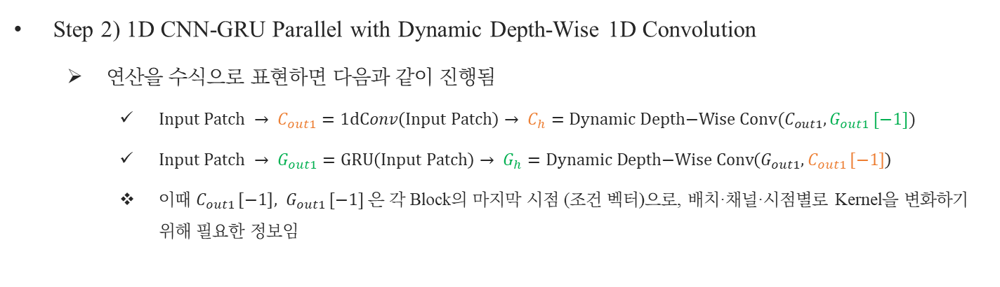 • Step 2) 1D CNN-GRU Parallel with Dynamic Depth-Wise 1D Convolution
➢ 연산을 수식으로 표현하면 다음과 같이 진행됨
✓ Input Patch → C_out1 = 1dConv(Input Patch) → C_h = Dynamic Depth−Wise Conv(C_out1, G_out1 [−1])
✓ Input Patch → G_out1 = GRU(Input Patch) → G_h = Dynamic Depth−Wise Conv(G_out1, C_out1 [−1])
❖ 이때 C_out1 [−1], G_out1 [−1] 은 각 Block의 마지막 시점 (조건 벡터)으로, 배치·채널·시점별로 Kernel을 변화하기
위해 필요한 정보임